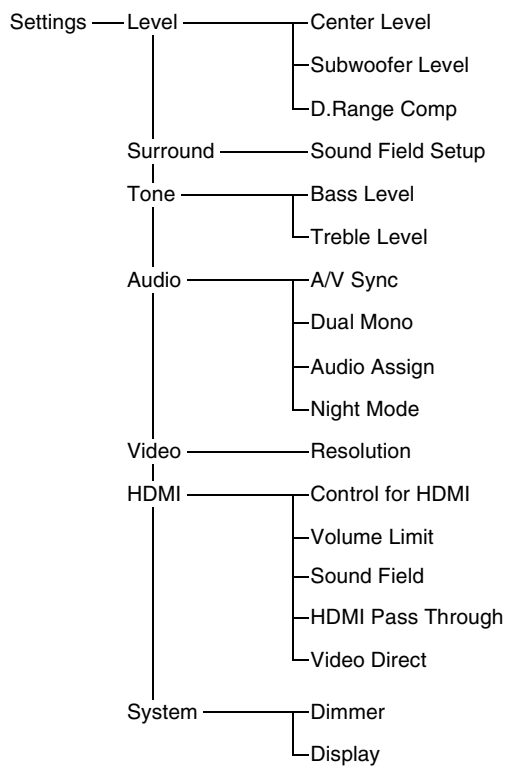 Settings Level Center Level
Subwoofer Level
D.Range Comp
Surround Sound Field Setup
Tone Bass Level
Treble Level
Audio A/V Sync
Dual Mono
Audio Assign
Night Mode
Video Resolution
HDMI Control for HDMI
Volume Limit
Sound Field
HDMI Pass Through
Video Direct
System Dimmer
Display